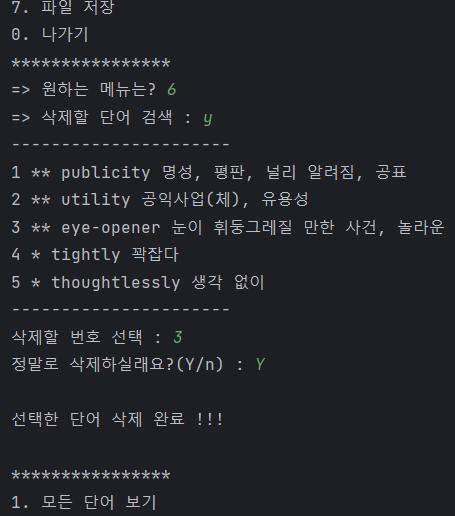 7. 파일 저장
0. 나가기
****************
=> 원하는 메뉴는? 6
=> 삭제할 단어 검색 : y
----------------------
1 ** publicity 명성, 평판, 널리 알려짐, 공표
2 ** utility 공익사업(체), 유용성
3 ** eye-opener 눈이 휘둥그레질 만한 사건, 놀라운
4 * tightly 꽉잡다
5 * thoughtlessly 생각 없이
----------------------
삭제할 번호 선택 : 3
정말로 삭제하실래요?(Y/n) : Y
선택한 단어 삭제 완료 !!!
****************
1. 모든 단어 보기